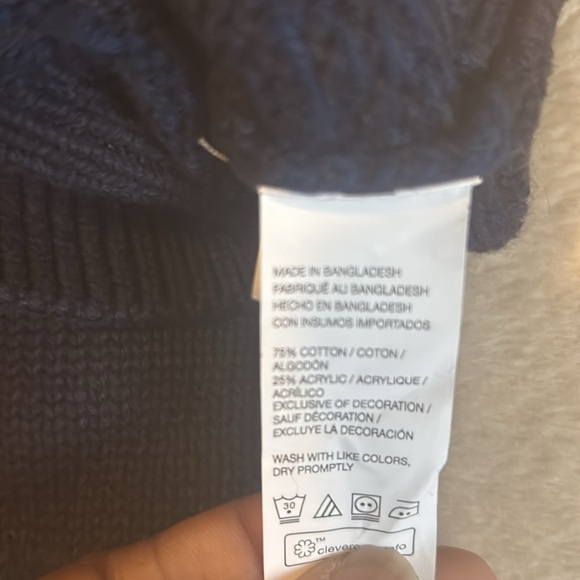 MADE IN BANGLADESH
FABRIQUÉ AU BANGLADESH
HECHO EN BANGLADESH
CON INSUMOS IMPORTADOS
75% COTTON / COTON /
ALGODÓN
25% ACRYLIC / ACRYLIQUE /
ACRÍLICO
EXCLUSIVE OF DECORATION /
SAUF DÉCORATION /
EXCLUYE LA DECORACIÓN
WASH WITH LIKE COLORS,
DRY PROMPTLY
30
TM